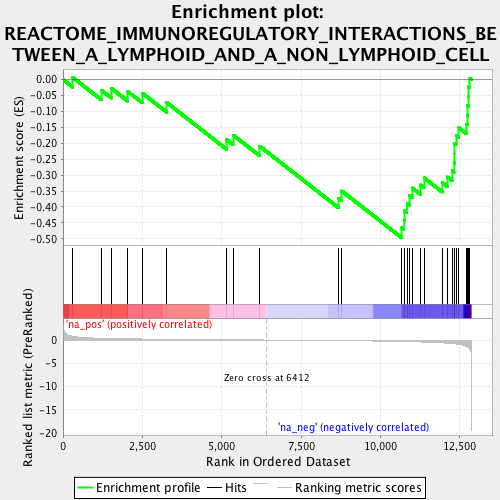 Enrichment plot:
REACTOME_IMMUNOREGULATORY_INTERACTIONS_BE
TWEEN_A_LYMPHOID_AND_A_NON_LYMPHOID_CELL
Enrichment score (ES)
0.00
-0.05
-0.10
-0.15
-0.20
-0.25
-0.30
-0.35
-0.40
-0.45
-0.50
'na_pos' (positively correlated)
Ranked list metric (PreRanked)
0
-5
-10
-15
-20
Zero cross at 6412
'na_neg' (negatively correlated)
0
2,500
5,000
7,500
10,000
12,500
Rank in Ordered Dataset
Enrichment profile
Hits
Ranking metric scores